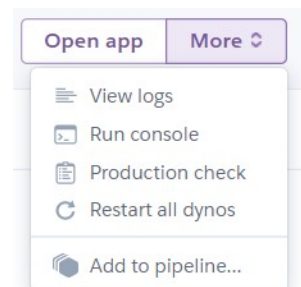 Open app More
View logs
Run console
Production check
Restart all dynos
Add to pipeline...